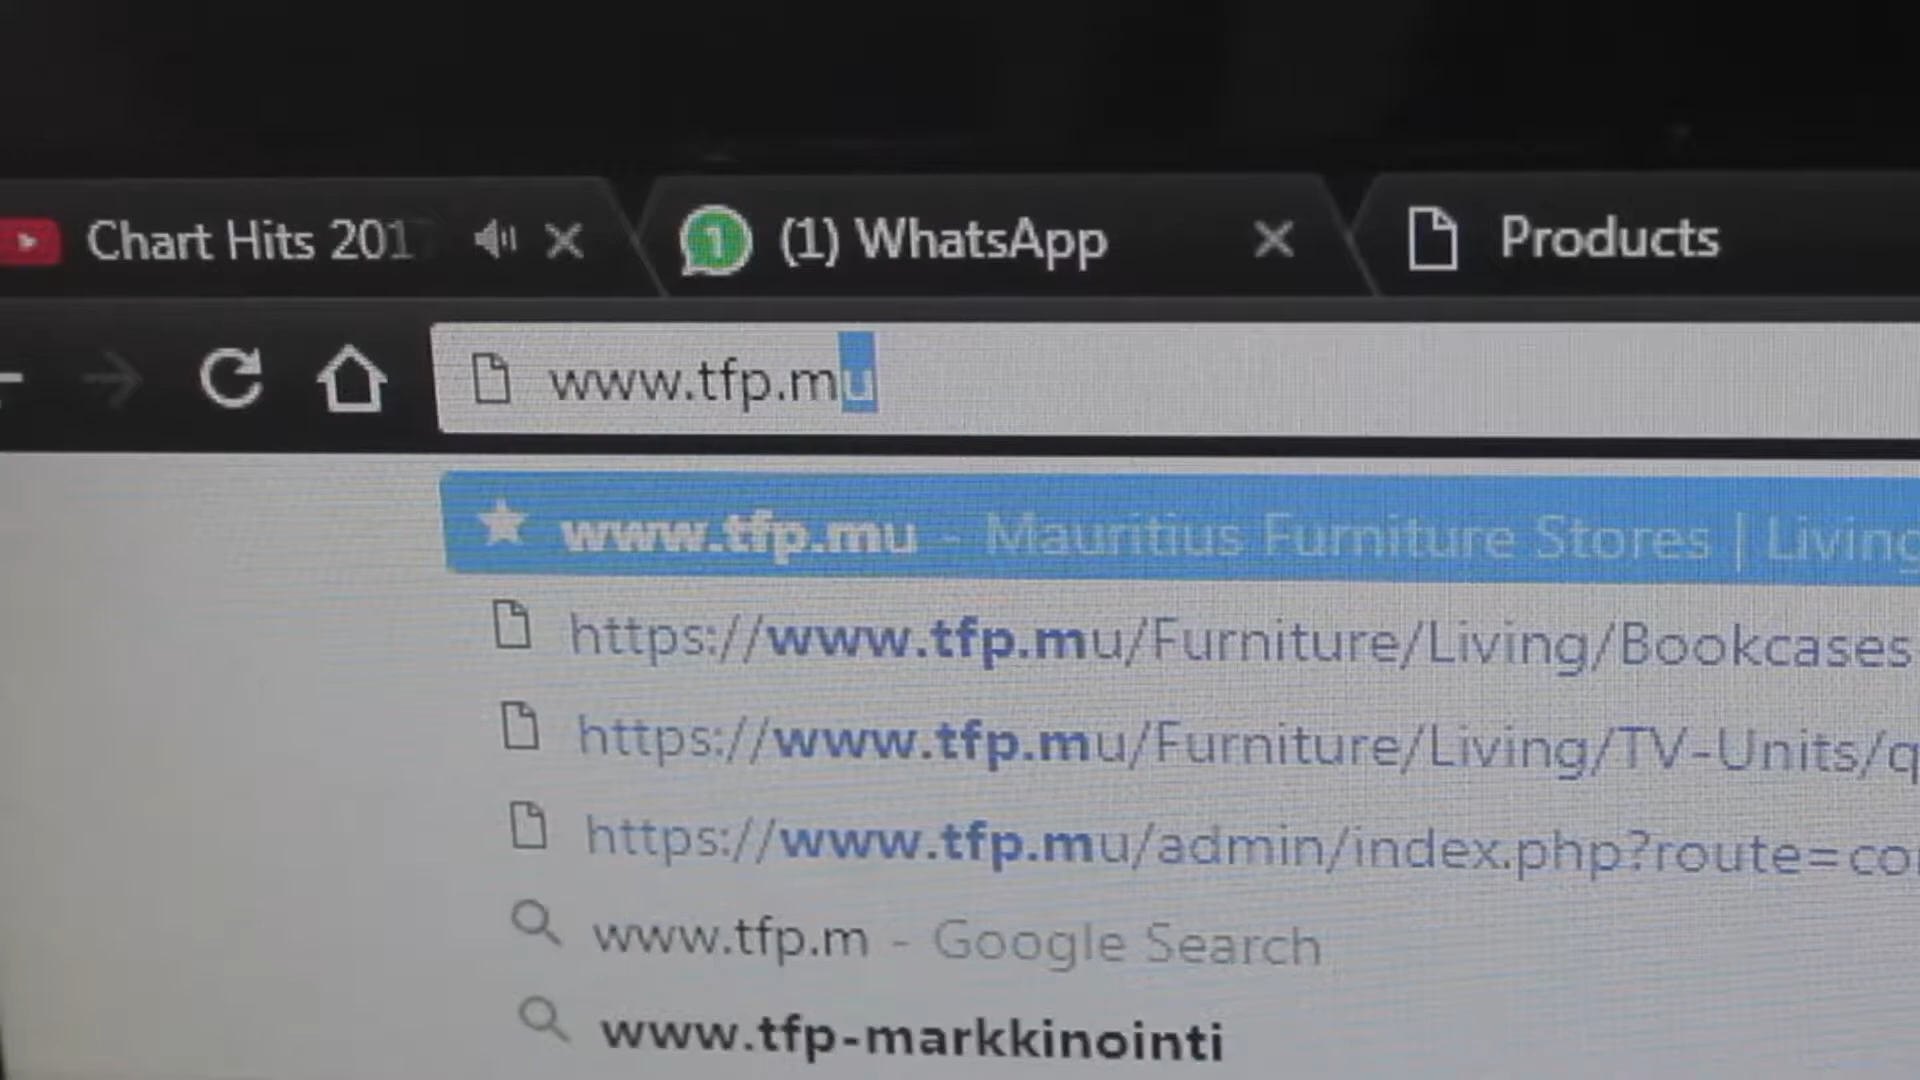 Chart Hits 201
1 (1) WhatsApp
Products
www.tfp.mu
www.tfp.mu - Mauritius Furniture Stores | Living
https://www.tfp.mu/Furniture/Living/Bookcases
https://www.tfp.mu/Furniture/Living/TV-Units/q
https://www.tfp.mu/admin/index.php?route=co
www.tfp.m - Google Search
www.tfp-markkinointi